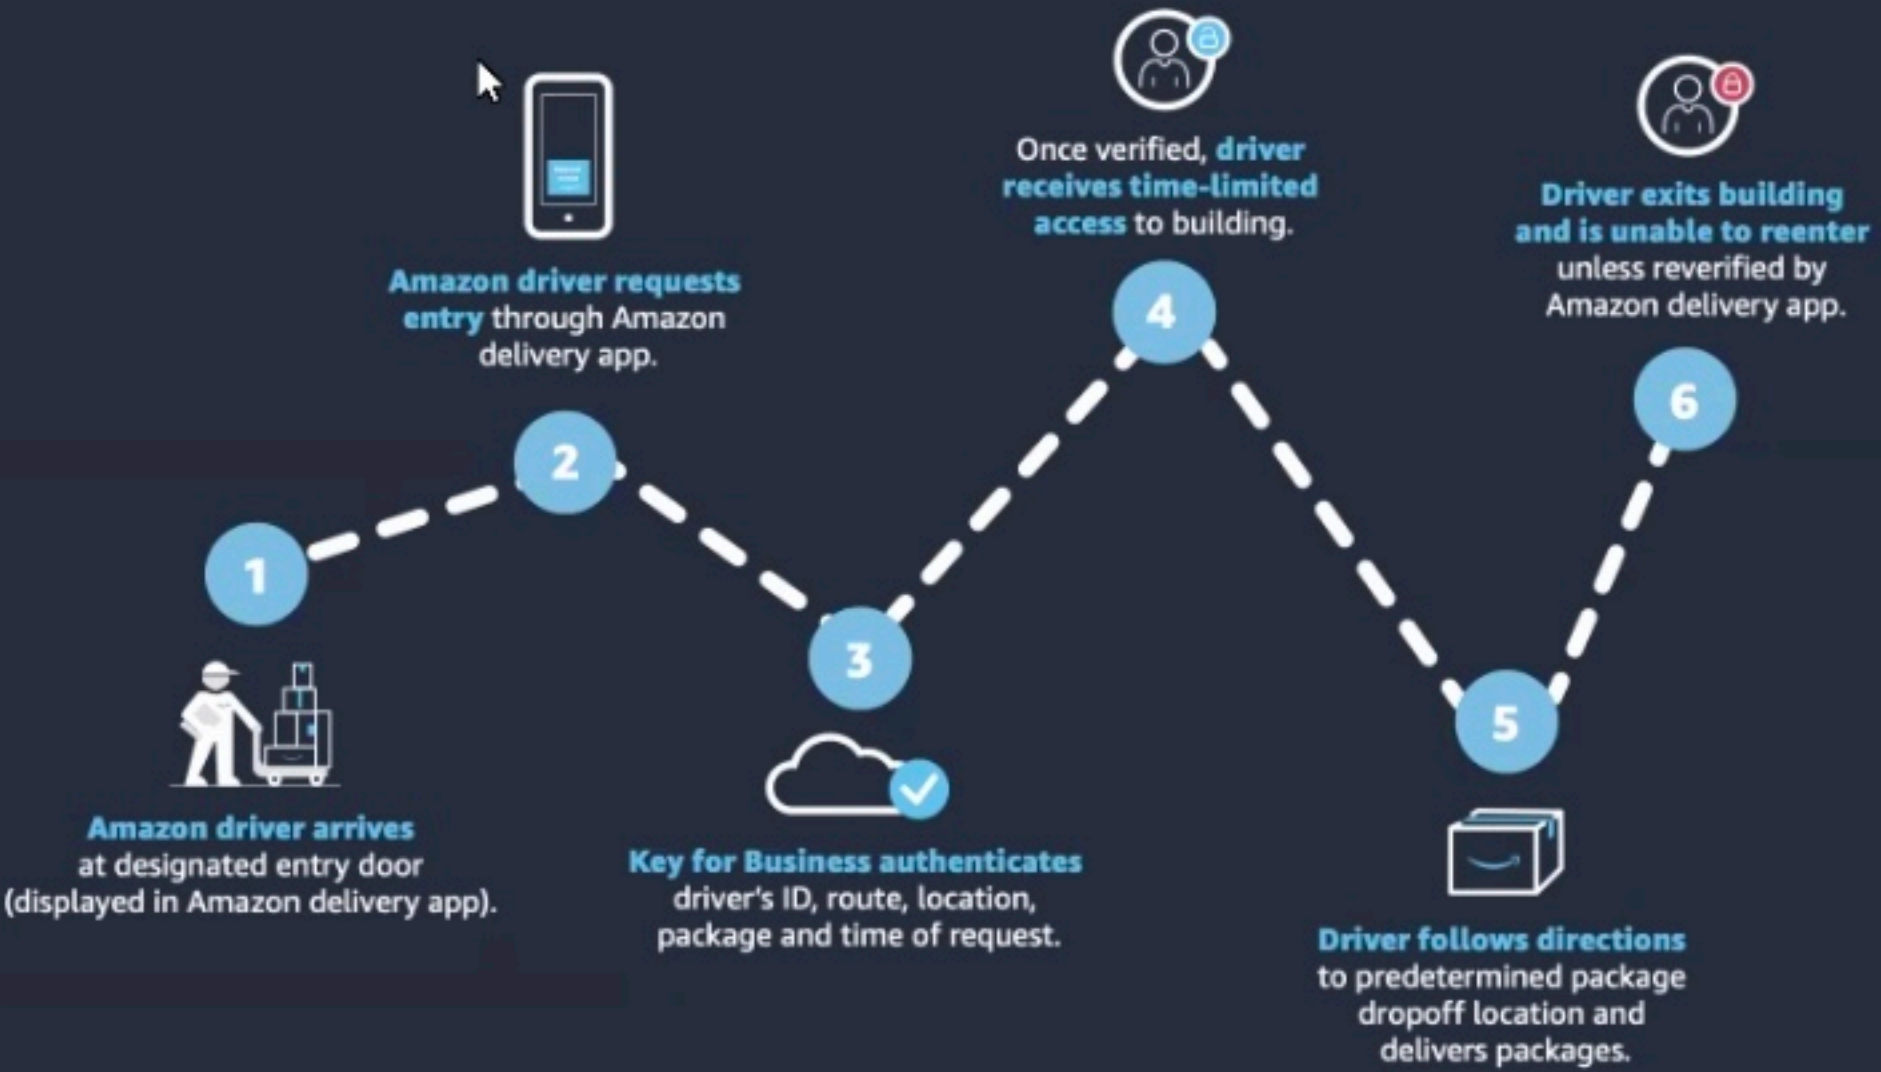 1
Amazon driver arrives
at designated entry door
(displayed in Amazon delivery app).
Amazon driver requests
entry through Amazon
delivery app.
2
3
Key for Business authenticates
driver's ID, route, location,
package and time of request.
Once verified, driver
receives time-limited
access to building.
4
5
Driver follows directions
to predetermined package
dropoff location and
delivers packages.
Driver exits building
and is unable to reenter
unless reverified by
Amazon delivery app.
6